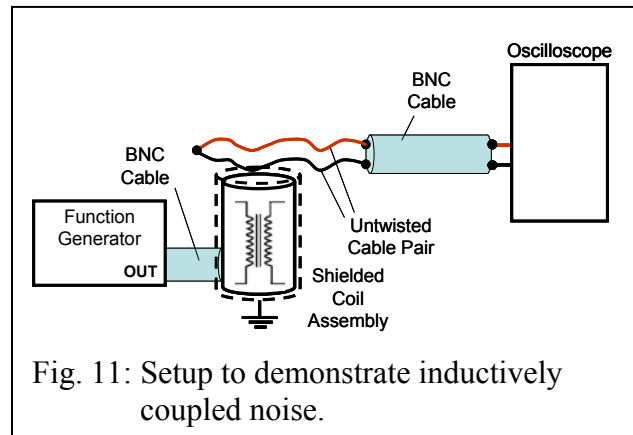 Oscilloscope
BNC
Cable
BNC
Cable
Function
Generator
OUT
Untwisted
Cable Pair
Shielded
Coil
Assembly
Fig. 11: Setup to demonstrate inductively
coupled noise.